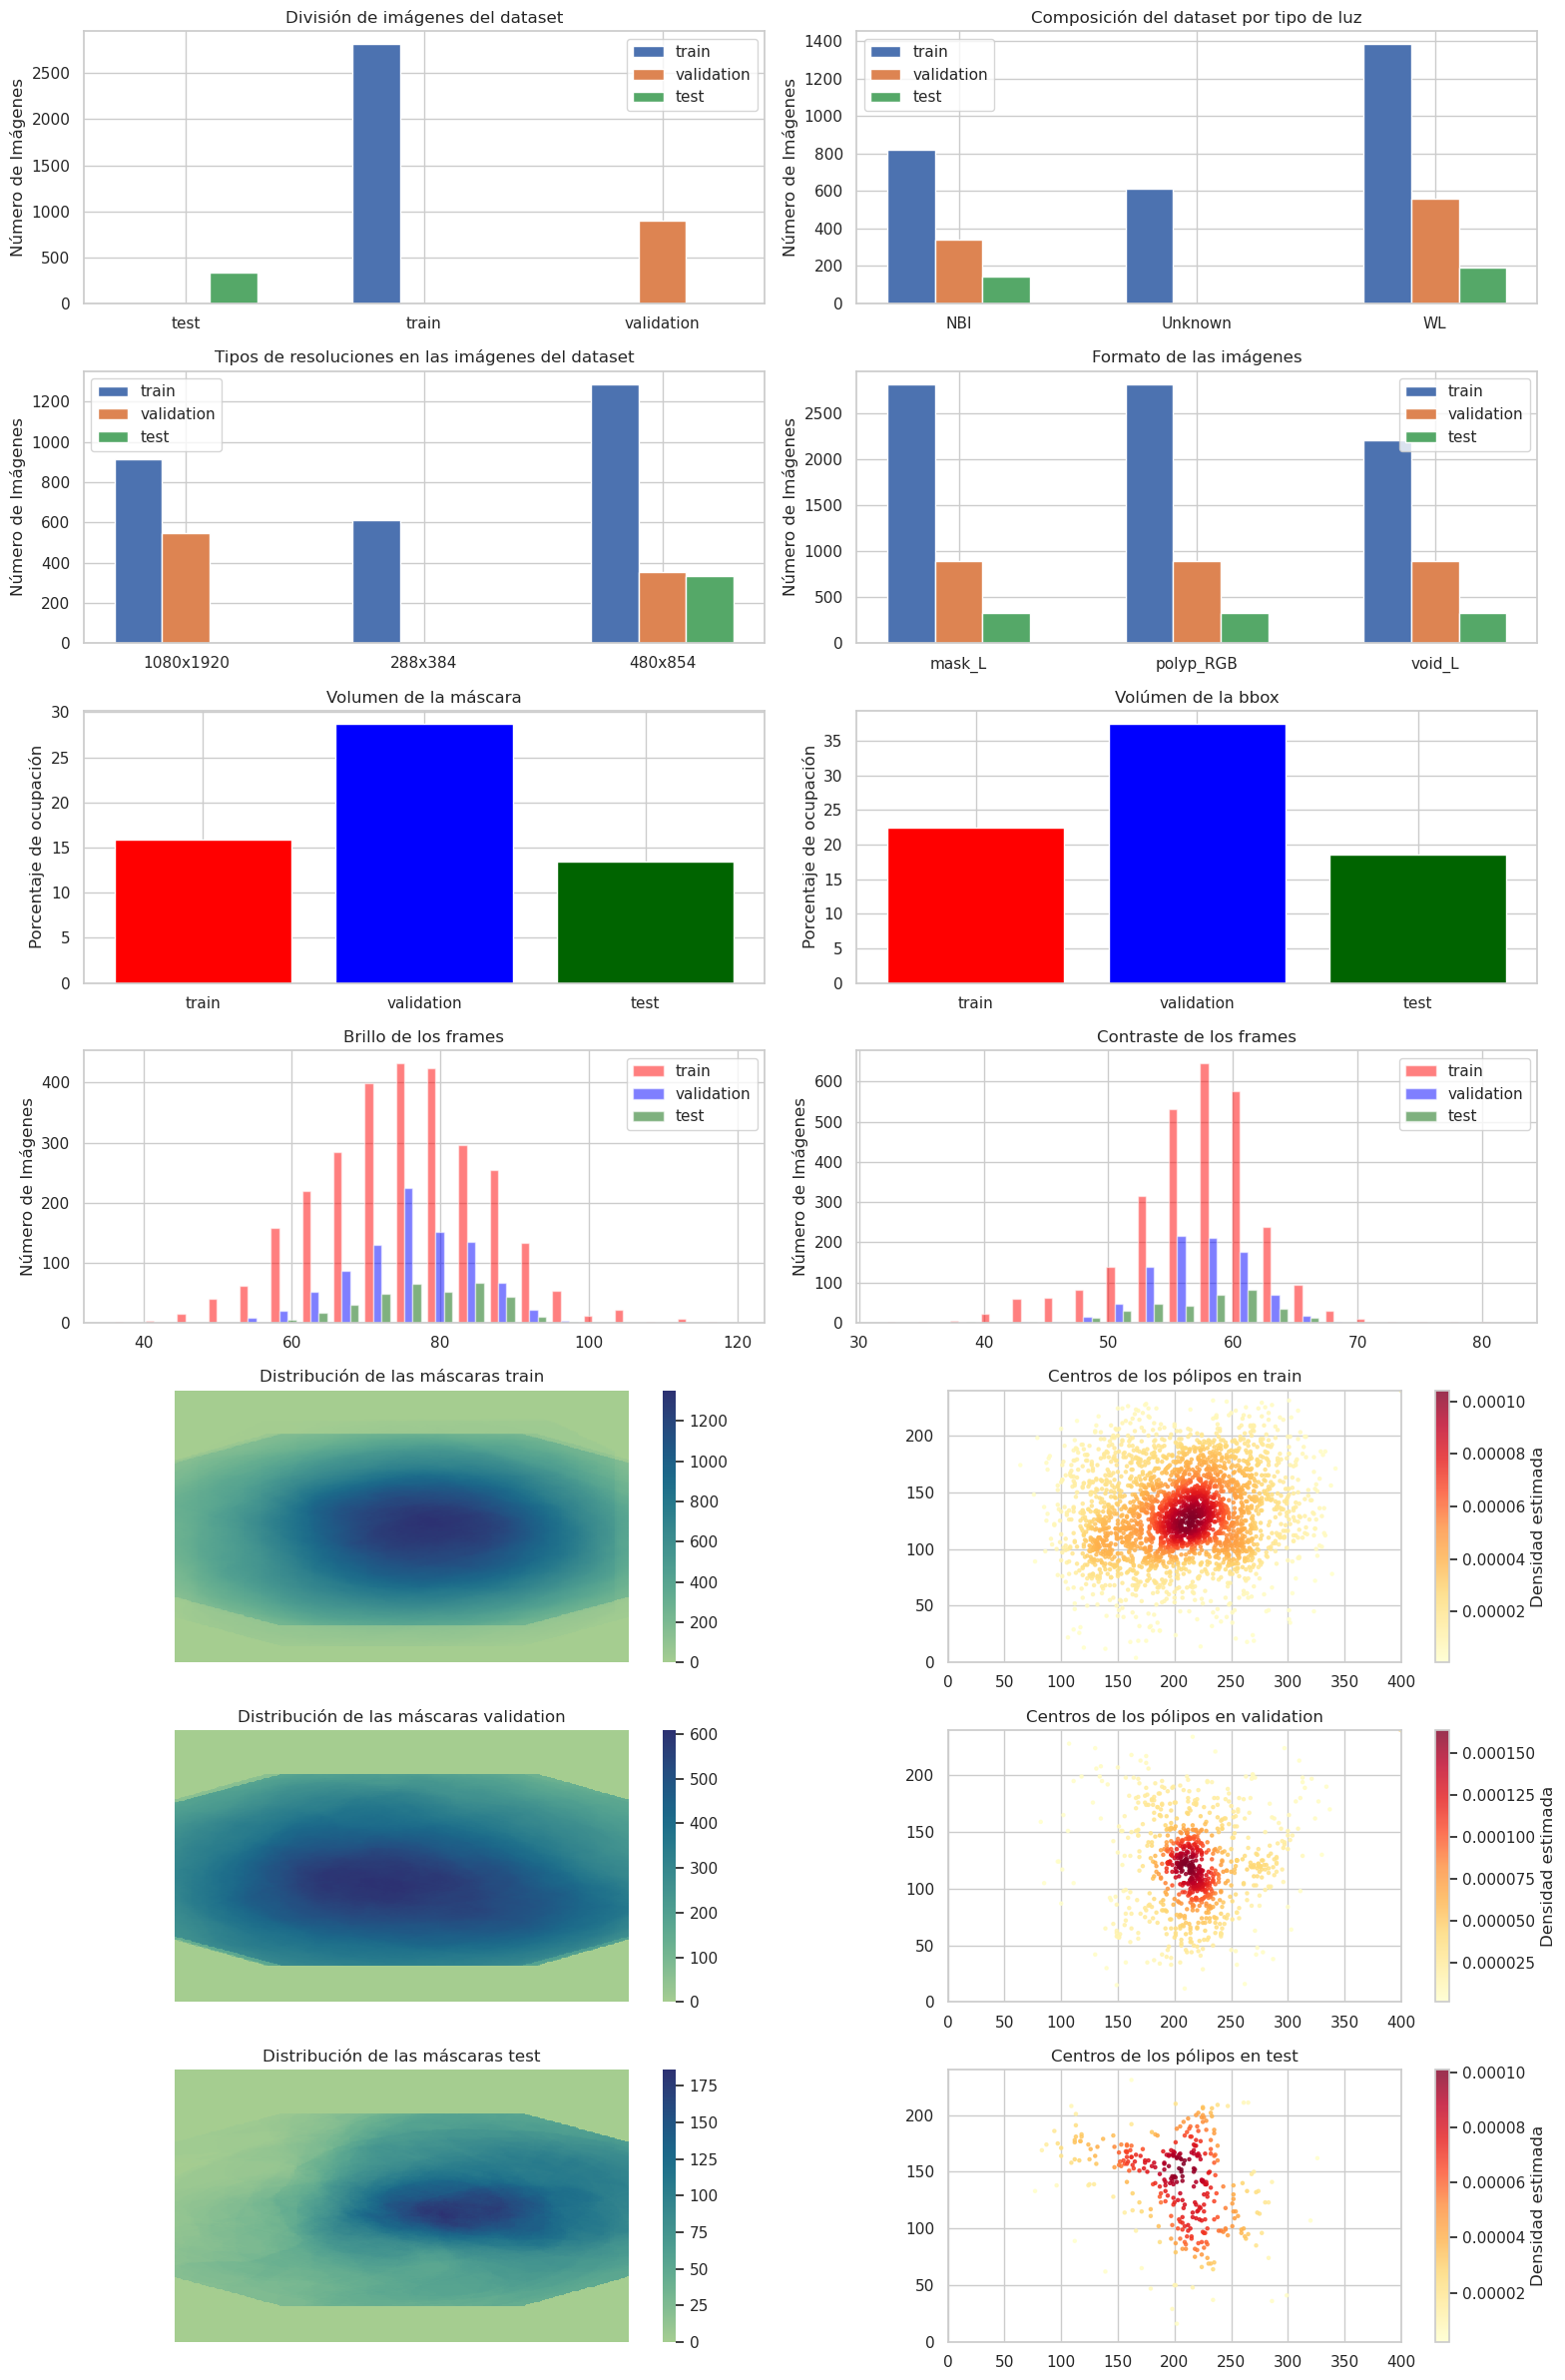 División de imágenes del dataset
Número de Imágenes
2500
2000
1500
1000
500
0
train
validation
test
test
train
validation
Composición del dataset por tipo de luz
Número de Imágenes
1400
1200
1000
800
600
400
200
0
train
validation
test
NBI
Unknown
WL
Tipos de resoluciones en las imágenes del dataset
Número de Imágenes
1200
1000
800
600
400
200
0
train
validation
test
1080x1920
288x384
480x854
Formato de las imágenes
Número de Imágenes
2500
2000
1500
1000
500
0
train
validation
test
mask_L
polyp_RGB
void_L
Volumen de la máscara
Porcentaje de ocupación
30
25
20
15
10
5
0
train
validation
test
Volúmen de la bbox
Porcentaje de ocupación
35
30
25
20
15
10
5
0
train
validation
test
Brillo de los frames
Número de Imágenes
400
300
200
100
0
train
validation
test
40
60
80
100
120
Contraste de los frames
Número de Imágenes
600
500
400
300
200
100
0
train
validation
test
30
40
50
60
70
80
Distribución de las máscaras train
1200
1000
800
600
400
200
0
Centros de los pólipos en train
200
150
100
50
0
0
50
100
150
200
250
300
350
400
0.00010
0.00008
0.00006
0.00004
0.00002
Densidad estimada
Distribución de las máscaras validation
600
500
400
300
200
100
0
Centros de los pólipos en validation
200
150
100
50
0
0
50
100
150
200
250
300
350
400
0.000150
0.000125
0.000100
0.000075
0.000050
0.000025
Densidad estimada
Distribución de las máscaras test
175
150
125
100
75
50
25
0
Centros de los pólipos en test
200
150
100
50
0
0
50
100
150
200
250
300
350
400
0.00010
0.00008
0.00006
0.00004
0.00002
Densidad estimada